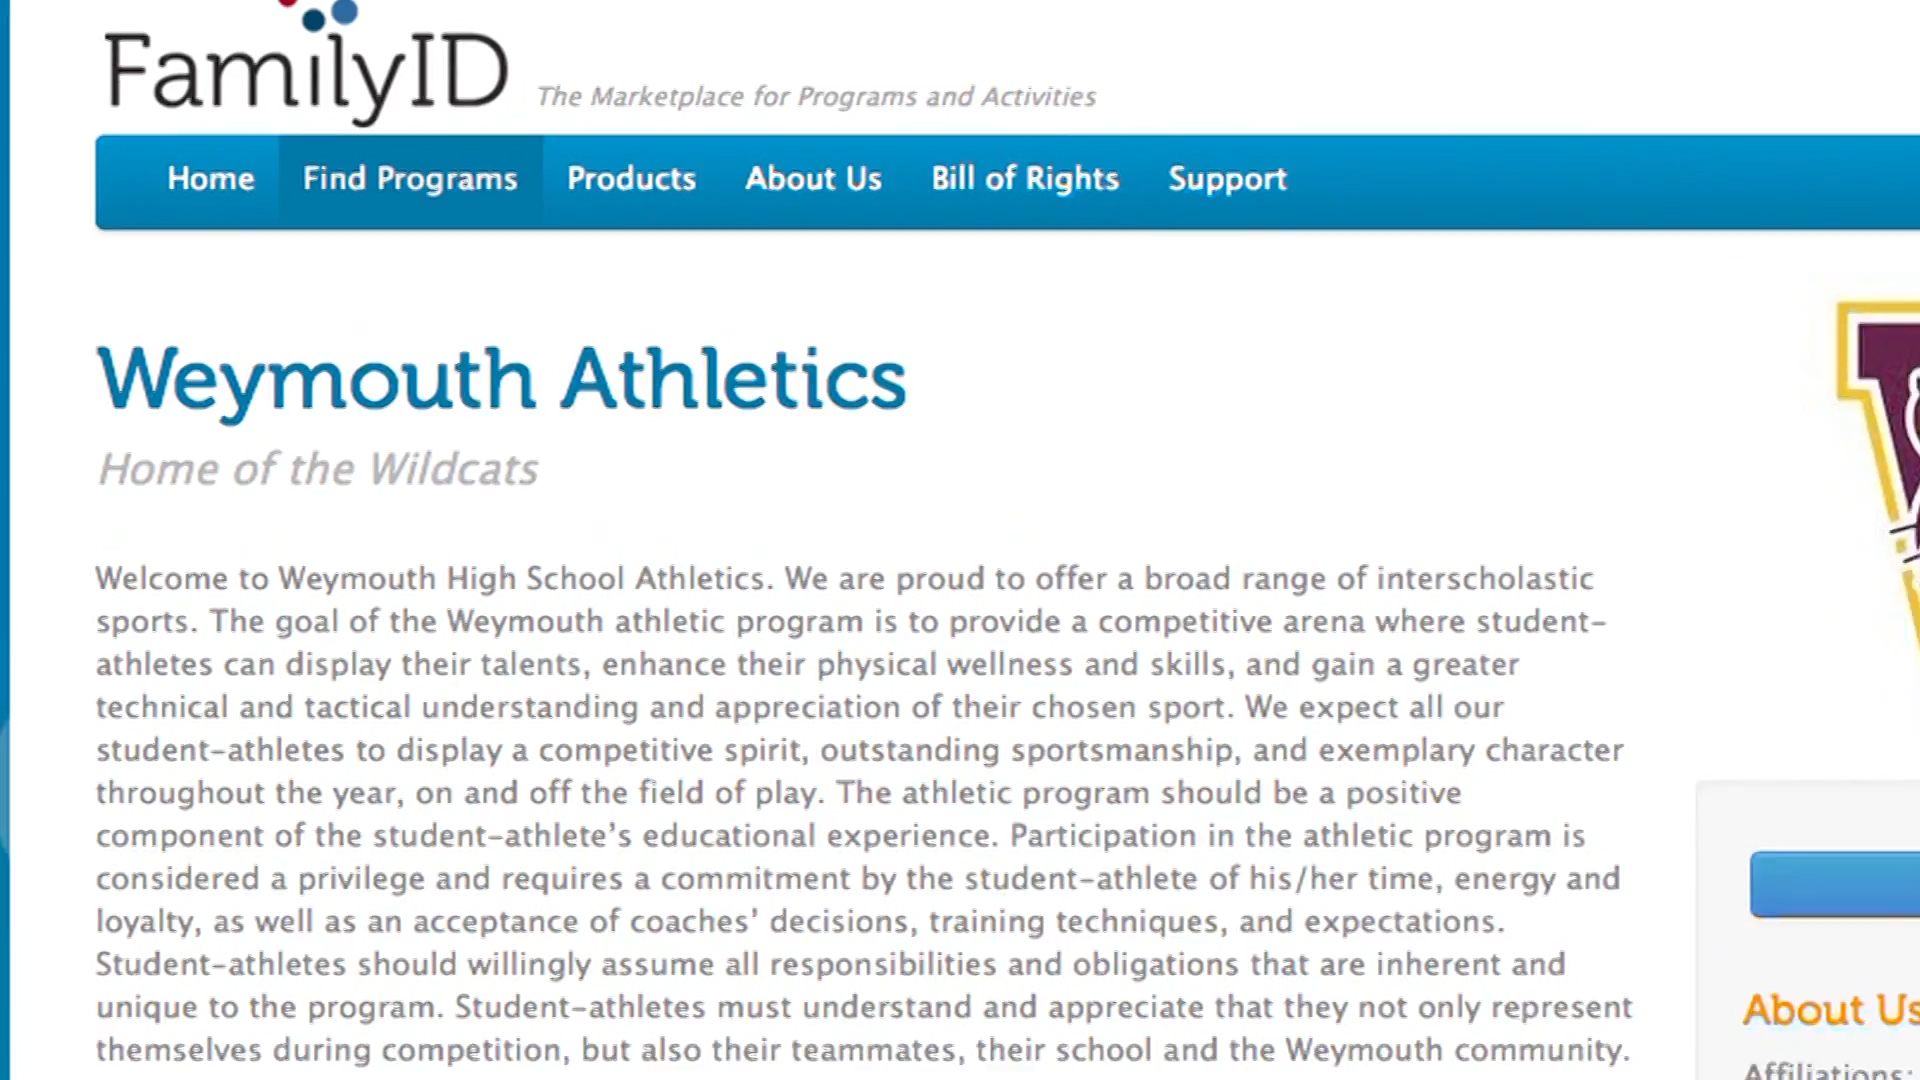 FamilyID The Marketplace for Programs and Activities
Home Find Programs Products About Us Bill of Rights Support
Weymouth Athletics
Home of the Wildcats
Welcome to Weymouth High School Athletics. We are proud to offer a broad range of interscholastic
sports. The goal of the Weymouth athletic program is to provide a competitive arena where student-
athletes can display their talents, enhance their physical wellness and skills, and gain a greater
technical and tactical understanding and appreciation of their chosen sport. We expect all our
student-athletes to display a competitive spirit, outstanding sportsmanship, and exemplary character
throughout the year, on and off the field of play. The athletic program should be a positive
component of the student-athlete’s educational experience. Participation in the athletic program is
considered a privilege and requires a commitment by the student-athlete of his/her time, energy and
loyalty, as well as an acceptance of coaches’ decisions, training techniques, and expectations.
Student-athletes should willingly assume all responsibilities and obligations that are inherent and
unique to the program. Student-athletes must understand and appreciate that they not only represent
themselves during competition, but also their teammates, their school and the Weymouth community.
About Us
Affiliations: